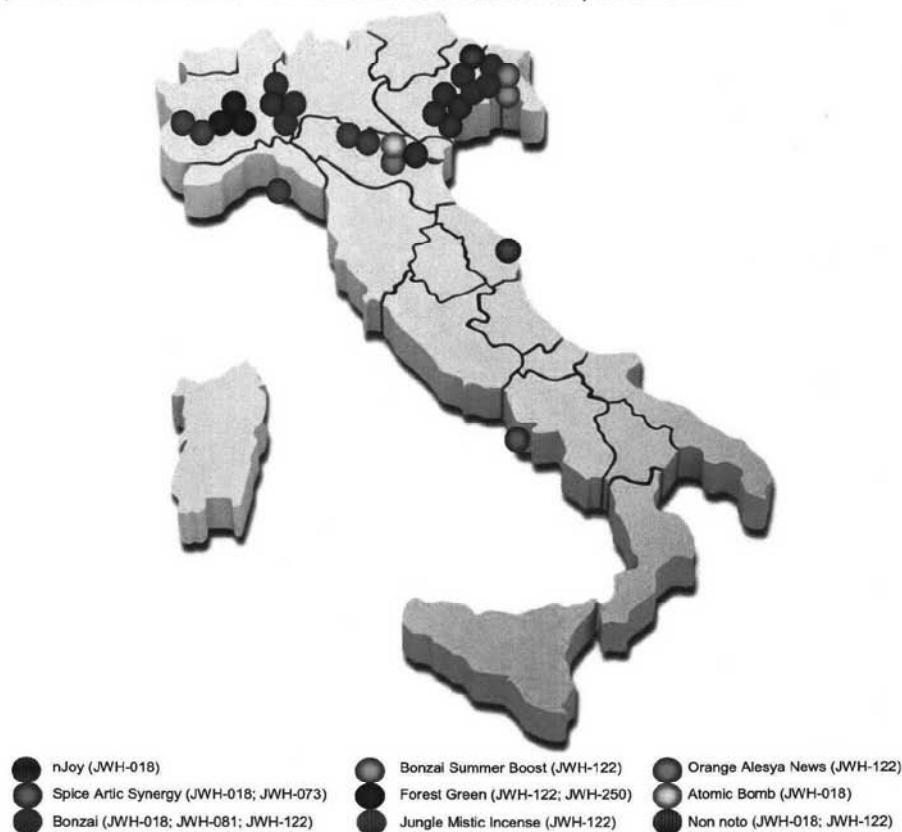 nJoy (JWH-018)
Spice Artic Synergy (JWH-018; JWH-073)
Bonzai (JWH-018; JWH-081; JWH-122)
Bonzai Summer Boost (JWH-122)
Forest Green (JWH-122; JWH-250)
Jungle Mistic Incense (JWH-122)
Orange Alesya News (JWH-122)
Atomic Bomb (JWH-018)
Non noto (JWH-018; JWH-122)